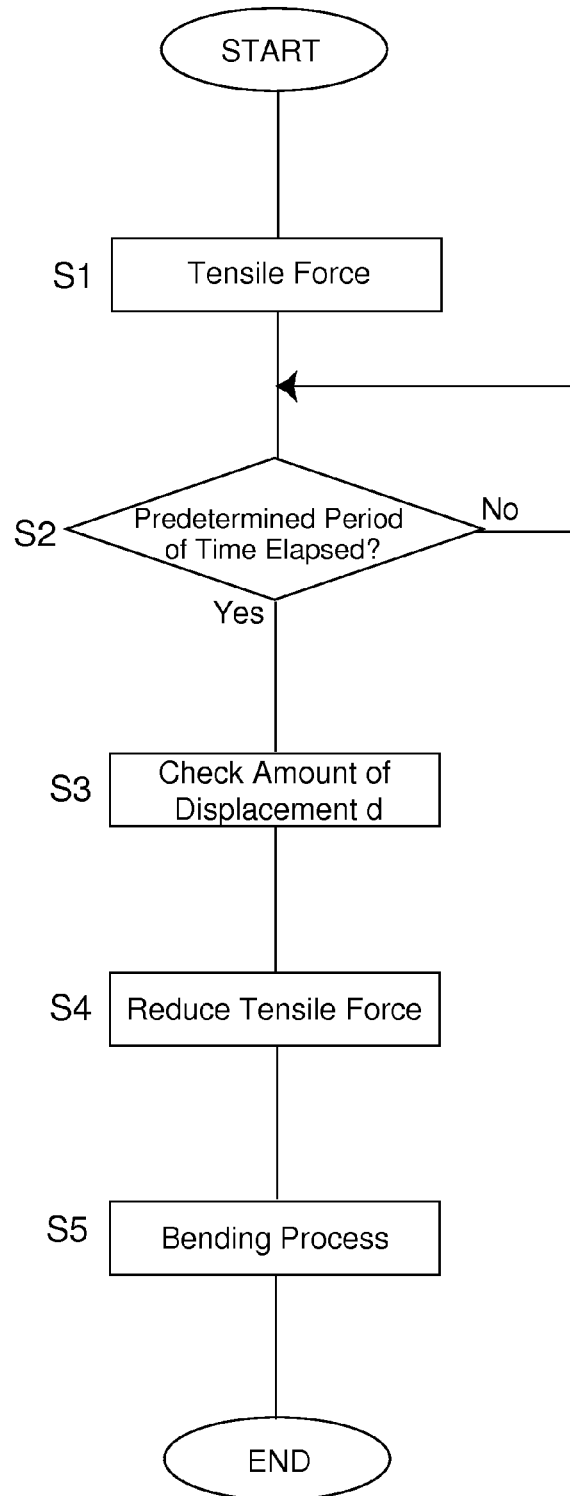 START
S1
Tensile Force
S2
Predetermined Period
of Time Elapsed?
No
Yes
S3
Check Amount of
Displacement d
S4
Reduce Tensile Force
S5
Bending Process
END